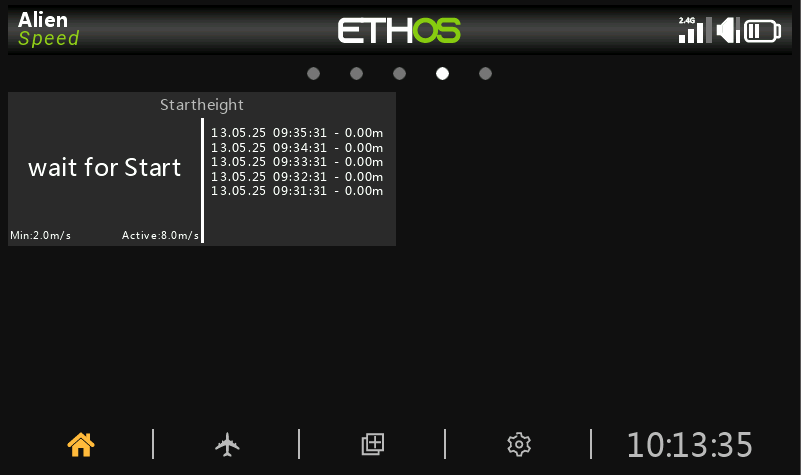 Alien
Speed
ETHOS
2.4G
Startheight
wait for Start
Min:2.0m/s
Active:8.0m/s
13.05.25 09:35:31 - 0.00m
13.05.25 09:34:31 - 0.00m
13.05.25 09:33:31 - 0.00m
13.05.25 09:32:31 - 0.00m
13.05.25 09:31:31 - 0.00m
10:13:35